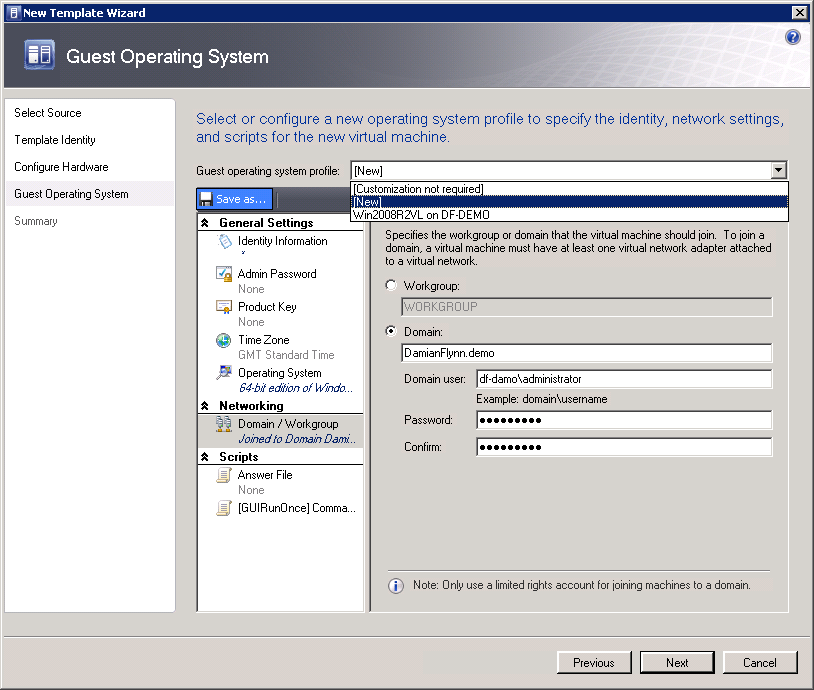 New Template Wizard
Guest Operating System
Select Source
Template Identity
Configure Hardware
Guest Operating System
Summary
Select or configure a new operating system profile to specify the identity, network settings,
and scripts for the new virtual machine.
Guest operating system profile:
[New]
[Customization not required]
[New]
Win2008R2VL on DF-DEMO
Save as...
General Settings
Identity Information
*
Admin Password
None
Product Key
None
Time Zone
GMT Standard Time
Operating System
64-bit edition of Windo...
Networking
Domain / Workgroup
Joined to Domain Dami...
Scripts
Answer File
None
[GUIRunOnce] Comma...
Specifies the workgroup or domain that the virtual machine should join. To join a
domain, a virtual machine must have at least one virtual network adapter attached
to a virtual network.
Workgroup:
WORKGROUP
Domain:
DamianFlynn.demo
Domain user:
df-damo\administrator
Example: domain\username
Password:
●●●●●●●●●
Confirm:
●●●●●●●●●
Note: Only use a limited rights account for joining machines to a domain.
Previous
Next
Cancel